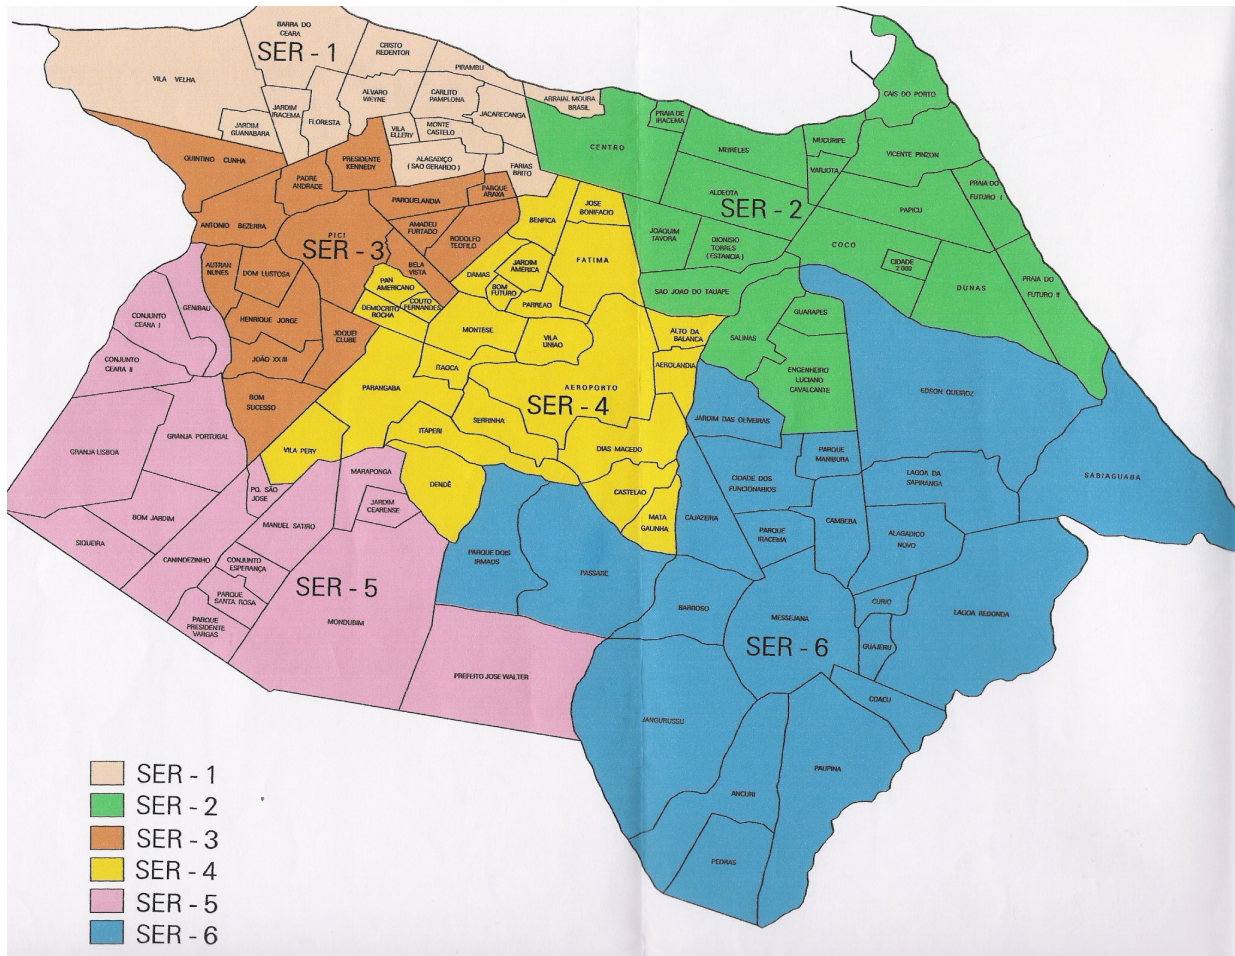 BARRA DO
CEARA
SER - 1
CRISTO
REDENTOR
PIRAMBU
VILA VELHA
ALVARO
WEYNE
CARLITO
PAMPLONA
JACARECANGA
ARRAIAL MOURA
BRASIL
JARDIM
IRACEMA
FLORESTA
JARDIM
GUANABARA
VILA
ELLERY
MONTE
CASTELO
ALAGADIÇO
( SAO GERARDO )
FARIAS
BRITO
CAIS DO PORTO
PRAIA DE
IRACEMA
CENTRO
MEIRELES
MUCURIPE
VARJOTA
VICENTE PINZON
ALDEOTA
SER - 2
PAPICU
PRAIA DO
FUTURO I
JOAQUIM
TAVORA
DIONISIO
TORRES
( ESTANCIA )
COCO
CIDADE
2 000
DUNAS
PRAIA DO
FUTURO II
SAO JOAO DO TAUAPE
GUARAPES
SALINAS
ENGENHEIRO
LUCIANO
CAVALCANTE
QUINTINO CUNHA
PRESIDENTE
KENNEDY
PADRE
ANDRADE
PARQUELANDIA
PARQUE
ARAXA
ANTONIO BEZERRA
PICI
SER - 3
AMADEU
FURTADO
RODOLFO
TEOFILO
BELA
VISTA
AUTRAN
NUNES
DOM LUSTOSA
HENRIQUE JORGE
JOQUEI
CLUBE
JOÃO XX III
BOM
SUCESSO
BENFICA
JOSE
BONIFACIO
FATIMA
DAMAS
JARDIM
AMERICA
BOM
FUTURO
PARREAO
PAN
AMERICANO
COUTO
FERNANDES
DEMOCRITO
ROCHA
MONTESE
VILA
UNIAO
ALTO DA
BALANCA
AEROLANDIA
ITAOCA
PARANGABA
AEROPORTO
SER - 4
SERRINHA
ITAPERI
DIAS MACEDO
VILA PERY
DENDÊ
CASTELAO
MATA
GALINHA
GENIBAU
CONJUNTO
CEARA I
CONJUNTO
CEARA II
GRANJA PORTUGAL
GRANJA LISBOA
MARAPONGA
PQ. SÃO
JOSE
JARDIM
CEARENSE
BOM JARDIM
MANUEL SATIRO
SIQUEIRA
CANINDEZINHO
CONJUNTO
ESPERANÇA
PARQUE
SANTA ROSA
PARQUE
PRESIDENTE
VARGAS
SER - 5
MONDUBIM
PREFEITO JOSE WALTER
EDSON QUEIROZ
JARDIM DAS OLIVEIRAS
PARQUE
MANIBURA
CIDADE DOS
FUNCIONARIOS
LAGOA DA
SAPIRANGA
SABIAGUABA
CAJAZEIRA
CAMBEBA
PARQUE
IRACEMA
ALAGADICO
NOVO
PARQUE DOIS
IRMAOS
PASSARE
BARROSO
MESSEJANA
SER - 6
CURIO
GUAJERU
LAGOA REDONDA
COACU
JANGURUSSU
PAUPINA
ANCURI
PEDRAS
SER - 1
SER - 2
SER - 3
SER - 4
SER - 5
SER - 6